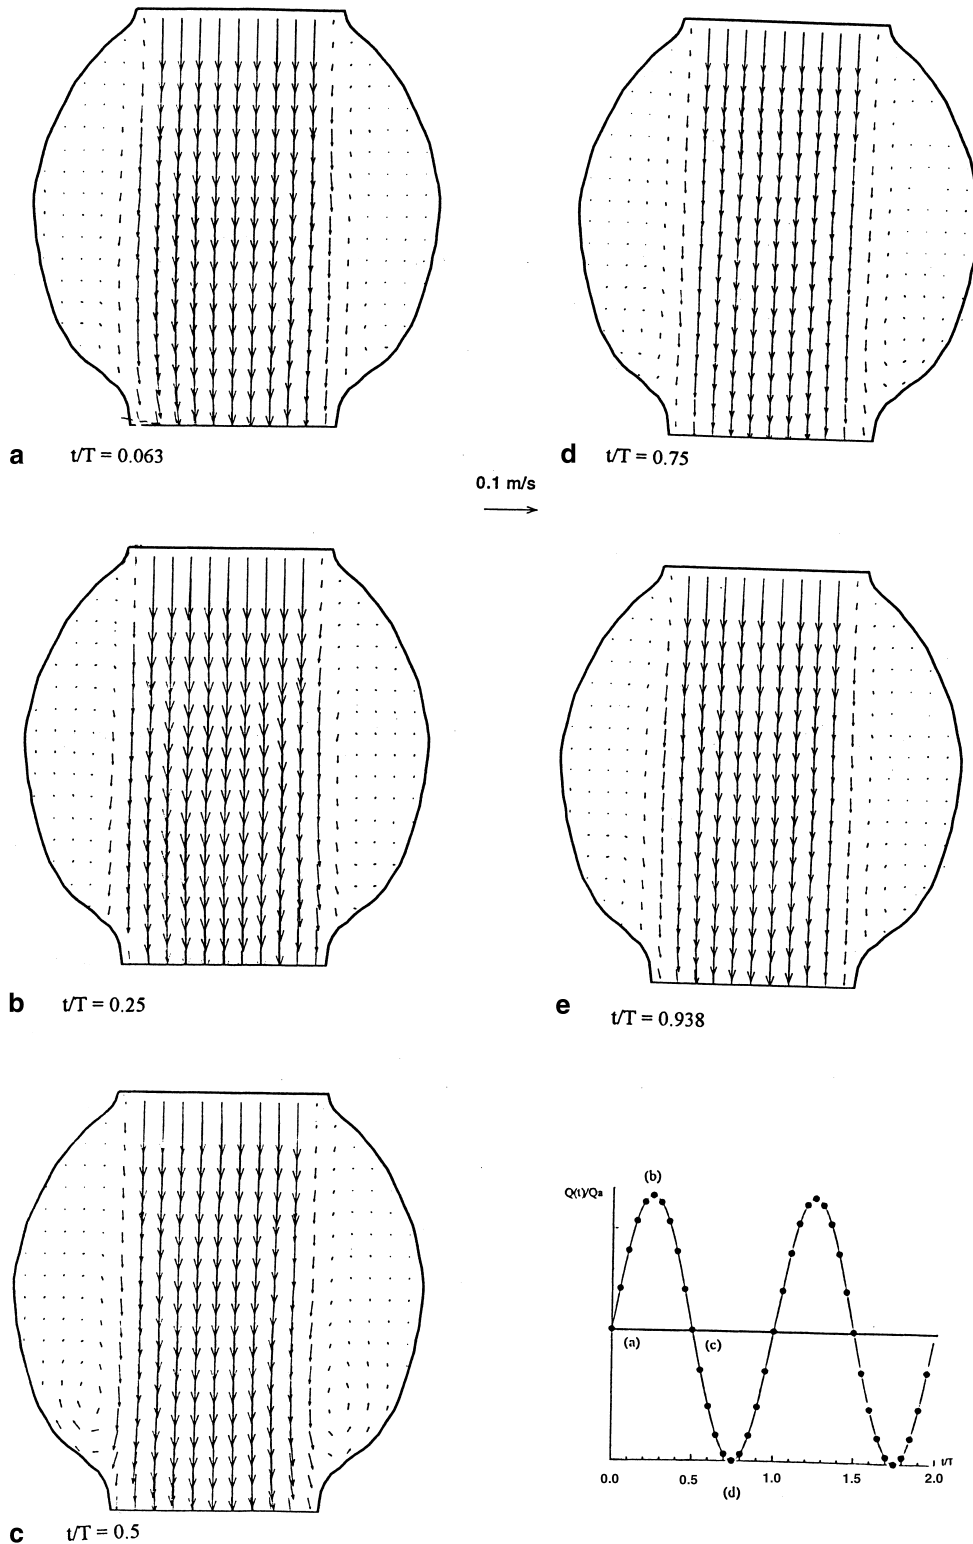 a t/T = 0.063
d t/T = 0.75
0.1 m/s
b t/T = 0.25
e t/T = 0.938
(b)
Q(t)/Qa
(a) (c)
t/T
0.0 0.5 1.0 1.5 2.0
(d)
c t/T = 0.5